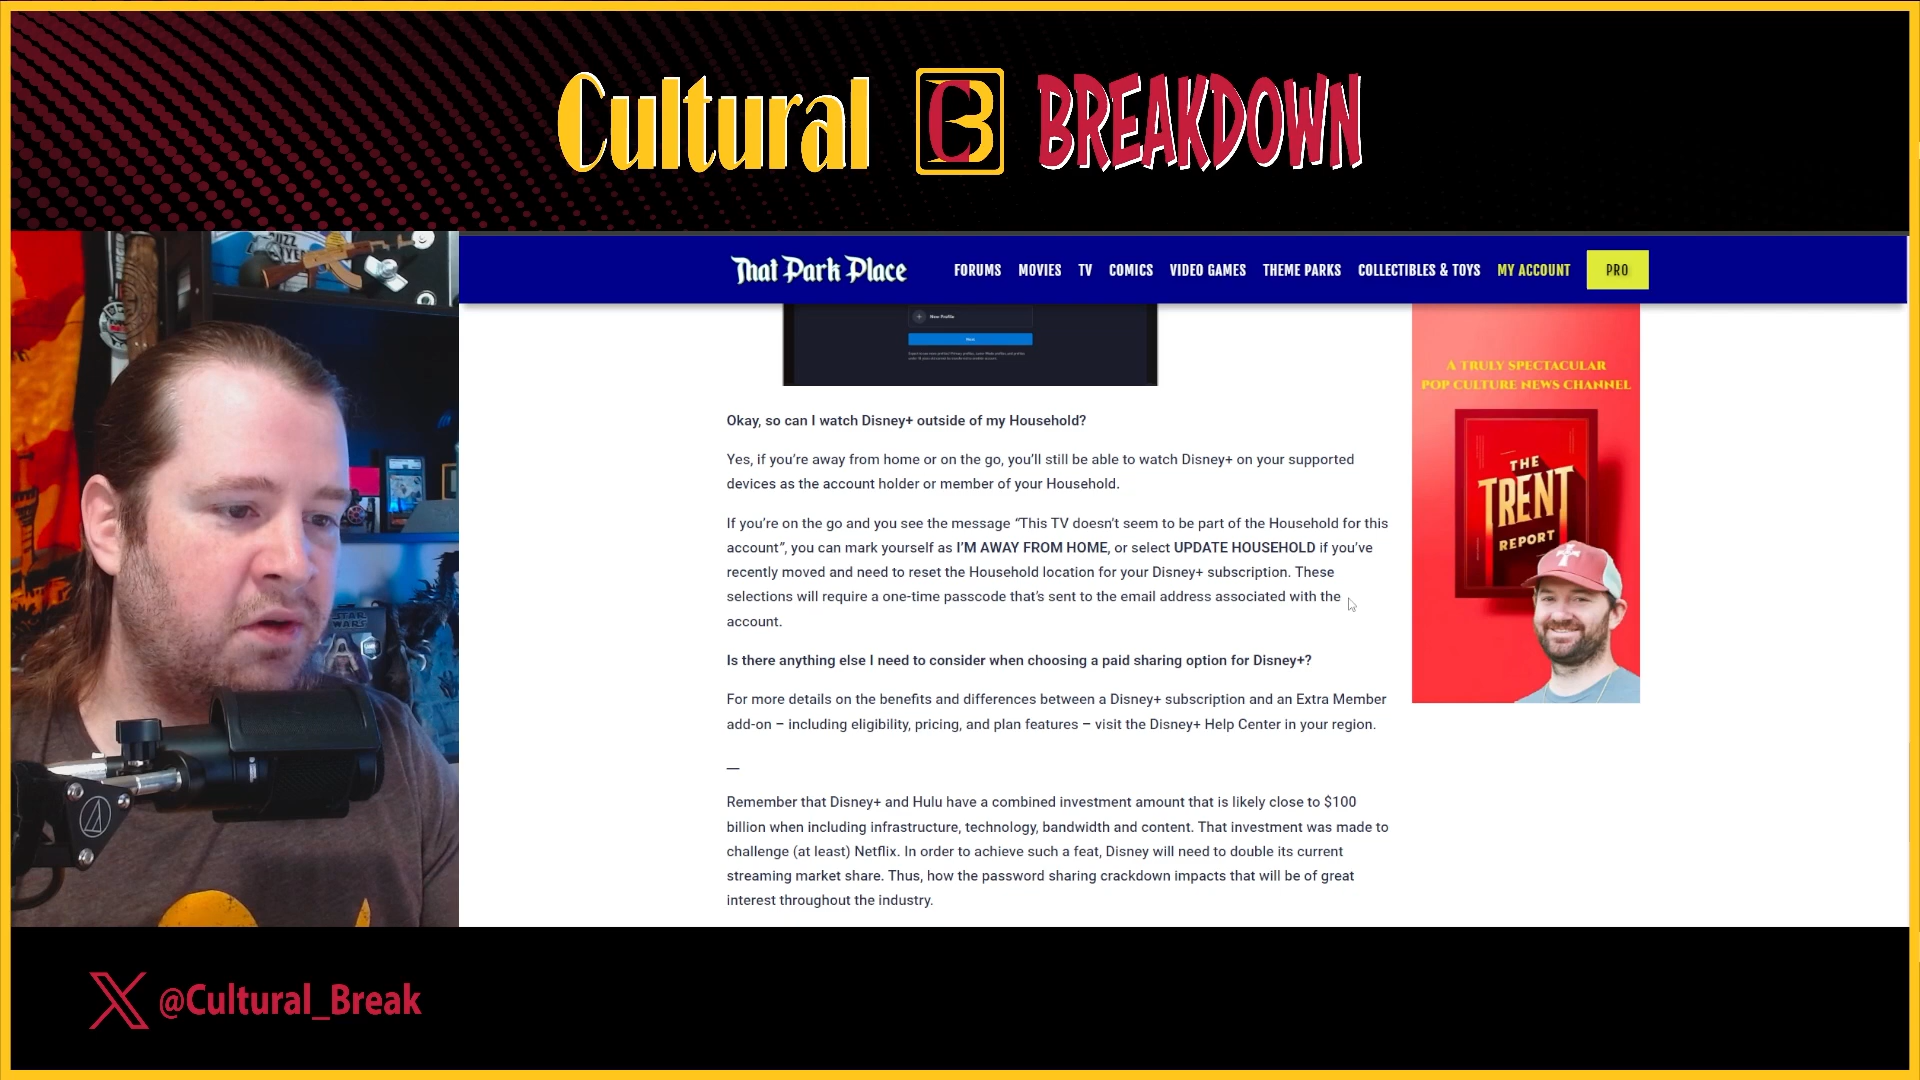 Cultural CB BREAKDOWN
That Park Place FORUMS MOVIES TV COMICS VIDEO GAMES THEME PARKS COLLECTIBLES & TOYS MY ACCOUNT PRO
New Profile
A TRULY SPECTACULAR
POP CULTURE NEWS CHANNEL
THE
TRENT
REPORT
Okay, so can I watch Disney+ outside of my Household?
Yes, if you’re away from home or on the go, you’ll still be able to watch Disney+ on your supported
devices as the account holder or member of your Household.
If you’re on the go and you see the message “This TV doesn’t seem to be part of the Household for this
account”, you can mark yourself as I’M AWAY FROM HOME, or select UPDATE HOUSEHOLD if you’ve
recently moved and need to reset the Household location for your Disney+ subscription. These
selections will require a one-time passcode that’s sent to the email address associated with the
account.
Is there anything else I need to consider when choosing a paid sharing option for Disney+?
For more details on the benefits and differences between a Disney+ subscription and an Extra Member
add-on – including eligibility, pricing, and plan features – visit the Disney+ Help Center in your region.
—
Remember that Disney+ and Hulu have a combined investment amount that is likely close to $100
billion when including infrastructure, technology, bandwidth and content. That investment was made to
challenge (at least) Netflix. In order to achieve such a feat, Disney will need to double its current
streaming market share. Thus, how the password sharing crackdown impacts that will be of great
interest throughout the industry.
STAR
WARS
@Cultural_Break